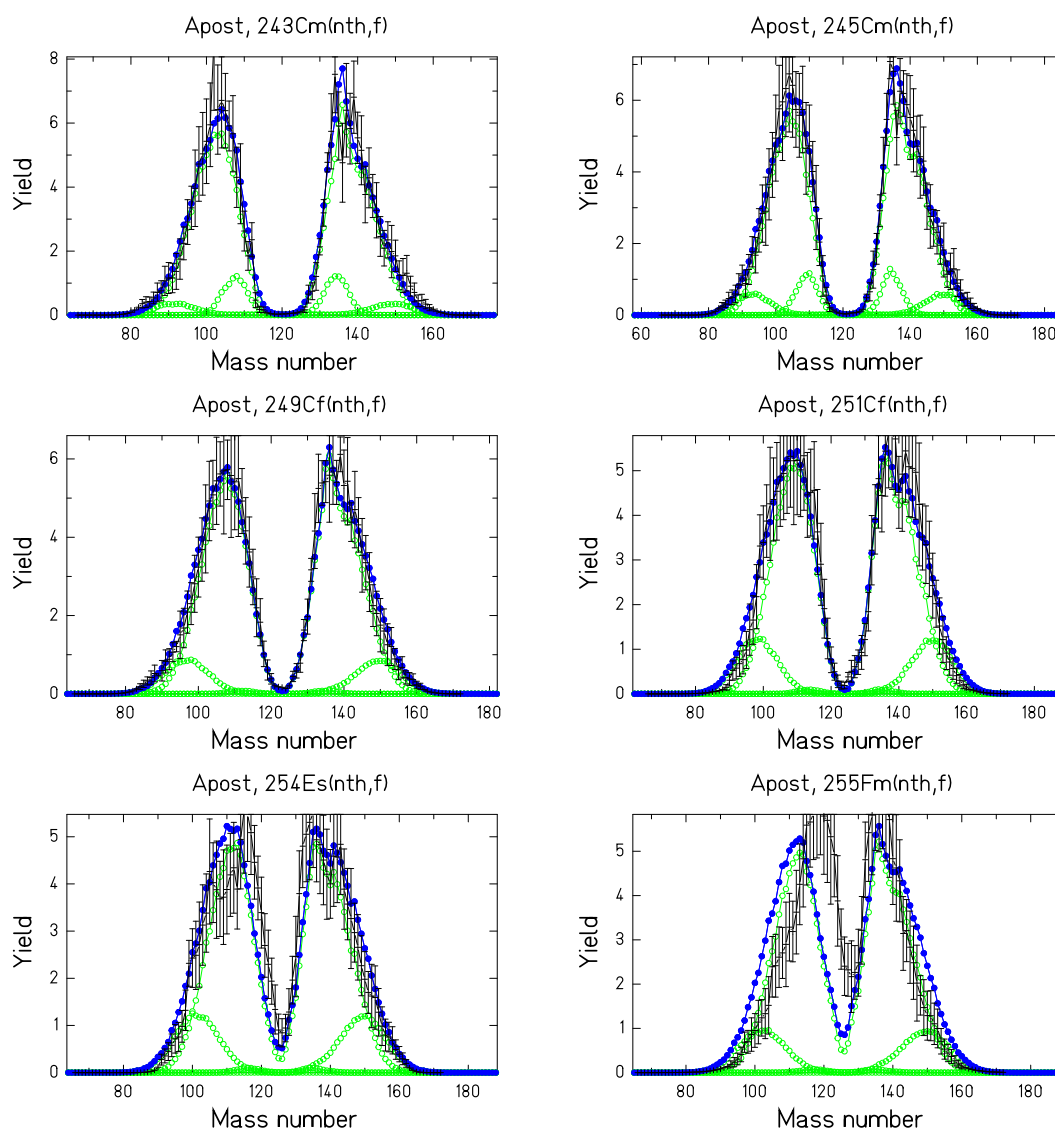 Apost, 243Cm(nth,f)
Apost, 245Cm(nth,f)
8
6
4
2
0
Yield
80 100 120 140 160
Mass number
6
4
2
0
Yield
60 80 100 120 140 160 180
Mass number
Apost, 249Cf(nth,f)
Apost, 251Cf(nth,f)
6
4
2
0
Yield
80 100 120 140 160 180
Mass number
5
4
3
2
1
0
Yield
80 100 120 140 160 180
Mass number
Apost, 254Es(nth,f)
Apost, 255Fm(nth,f)
5
4
3
2
1
0
Yield
80 100 120 140 160 180
Mass number
5
4
3
2
1
0
Yield
80 100 120 140 160 180
Mass number